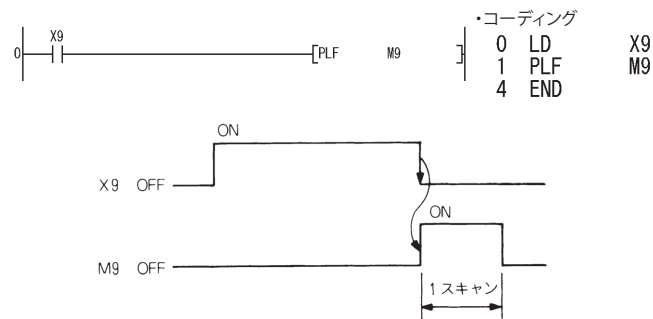 ・コーディング
X9
0 [PLF M9 ]
0 LD X9
1 PLF M9
4 END
ON
X9 OFF
ON
M9 OFF
1スキャン